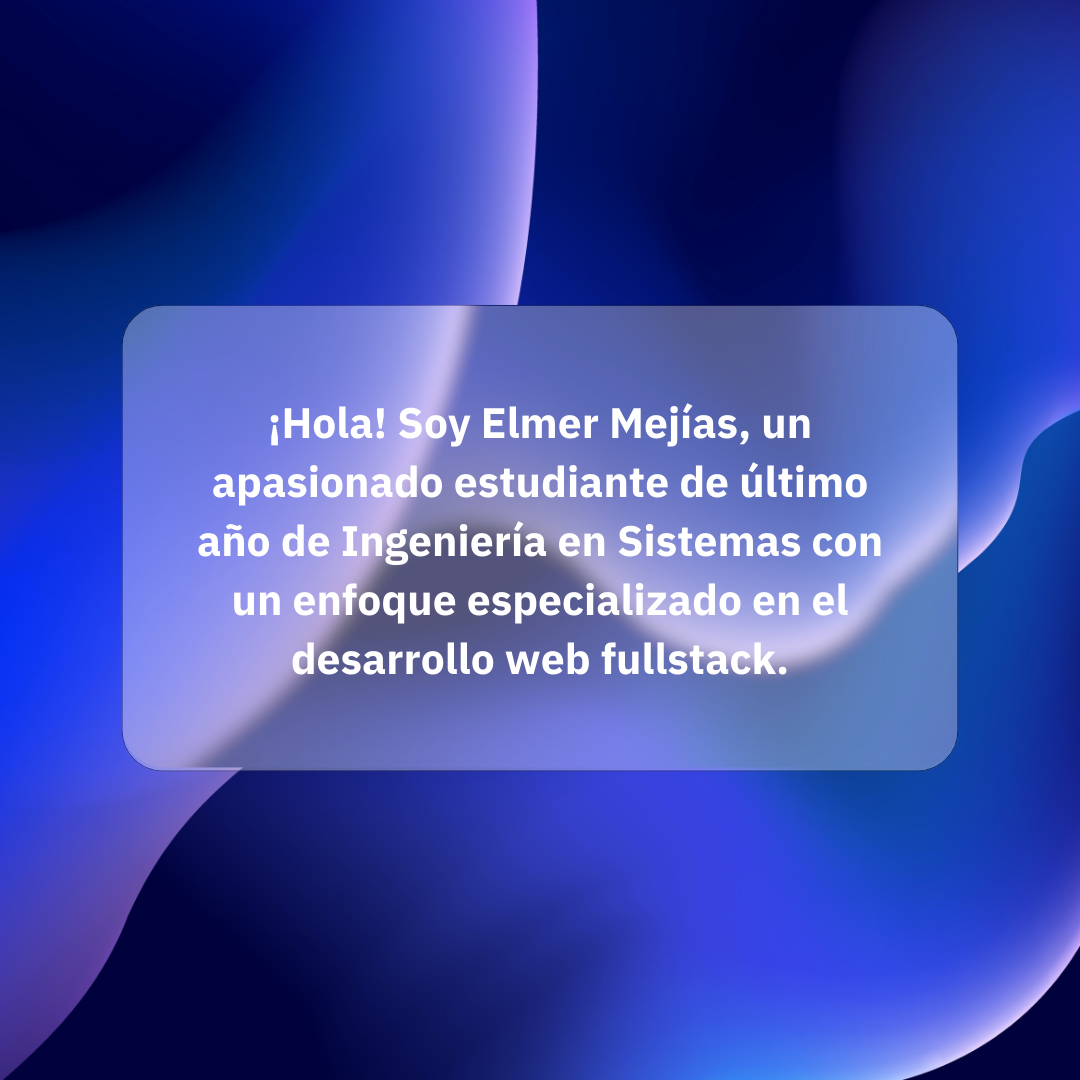 ¡Hola! Soy Elmer Mejías, un
apasionado estudiante de último
año de Ingeniería en Sistemas con
un enfoque especializado en el
desarrollo web fullstack.